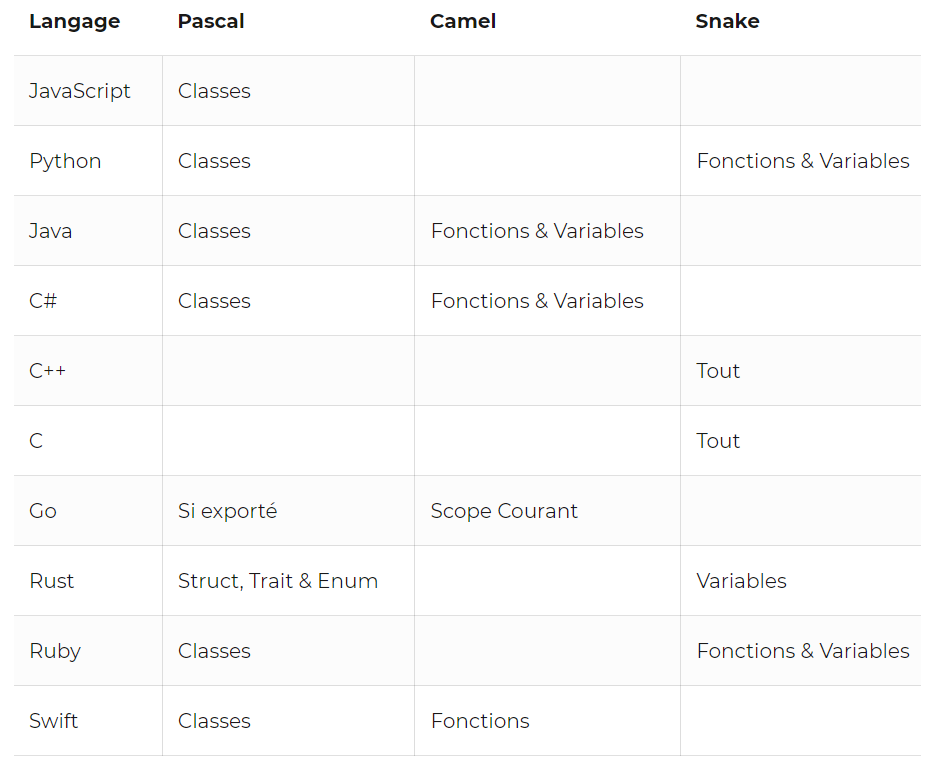 Langage Pascal Camel Snake
JavaScript Classes
Python Classes Fonctions & Variables
Java Classes Fonctions & Variables
C# Classes Fonctions & Variables
C++ Tout
C Tout
Go Si exporté Scope Courant
Rust Struct, Trait & Enum Variables
Ruby Classes Fonctions & Variables
Swift Classes Fonctions